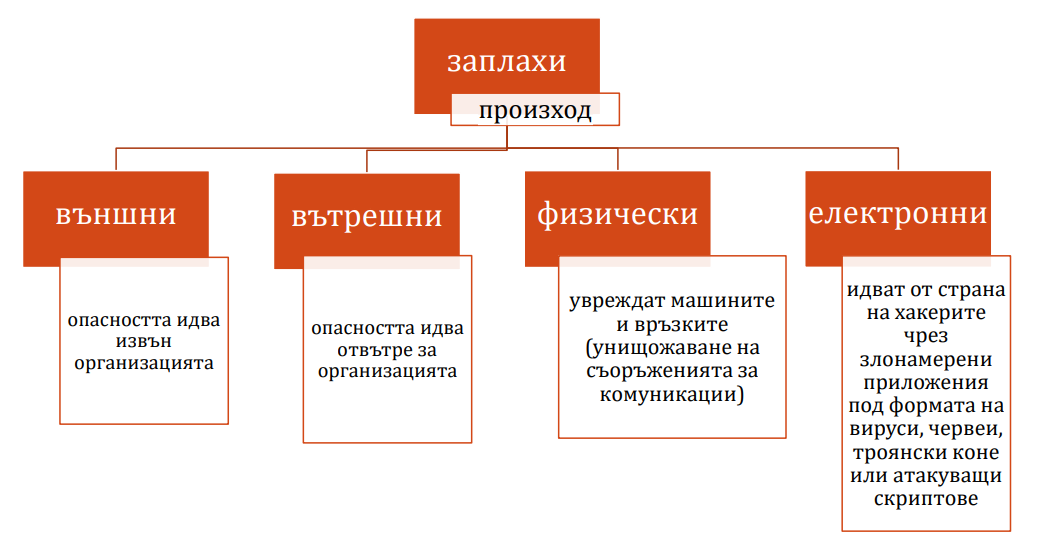 заплахи
произход
външни
опасността идва
извън
организацията
вътрешни
опасността идва
отвътре за
организацията
физически
увреждат машините
и връзките
(унищожаване на
съоръженията за
комуникации)
електронни
идват от страна
на хакерите
чрез
злонамерени
приложения
под формата на
вируси, червеи,
троянски коне
или атакуващи
скриптове